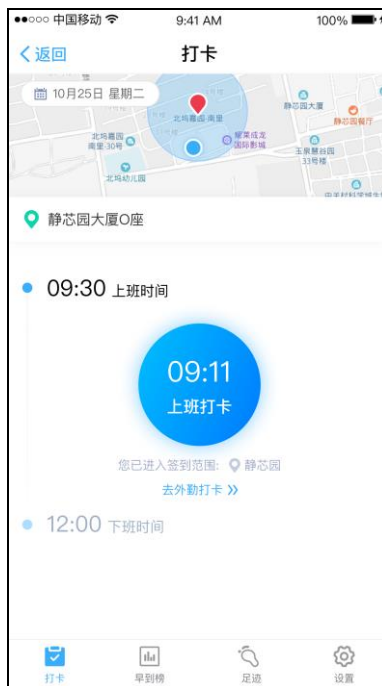 中国移动 9:41 AM 100%
返回 打卡
10月25日 星期二
北坞嘉园·南里
静芯园大厦
静芯园餐厅
北坞嘉园
南里·30号
耀莱成龙
国际影城
玉泉慧谷园
33号楼
北坞幼儿园
静芯园大厦O座
09:30 上班时间
09:11
上班打卡
您已进入签到范围: 静芯园
去外勤打卡 》
12:00 下班时间
打卡 早到榜 足迹 设置